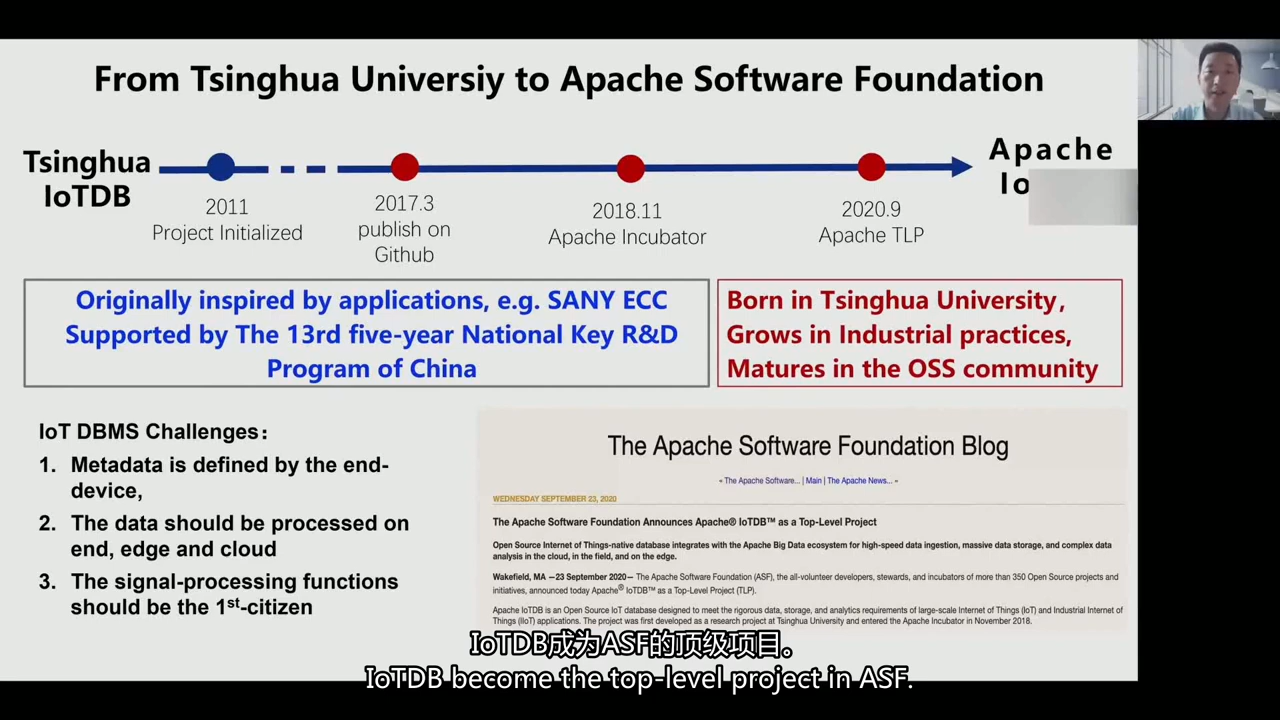 From Tsinghua Universiy to Apache Software Foundation
Tsinghua
IoTDB
2011
Project Initialized
2017.3
publish on
Github
2018.11
Apache Incubator
2020.9
Apache TLP
Apache
Originally inspired by applications, e.g. SANY ECC
Supported by The 13rd five-year National Key R&D
Program of China
Born in Tsinghua University,
Grows in Industrial practices,
Matures in the OSS community
IoT DBMS Challenges：
1. Metadata is defined by the end-
device,
2. The data should be processed on
end, edge and cloud
3. The signal-processing functions
should be the 1st-citizen
The Apache Software Foundation Blog
« The Apache Software... | Main | The Apache News... »
WEDNESDAY SEPTEMBER 23, 2020
The Apache Software Foundation Announces Apache® IoTDB™ as a Top-Level Project
Open Source Internet of Things-native database integrates with the Apache Big Data ecosystem for high-speed data ingestion, massive data storage, and complex data
analysis in the cloud, in the field, and on the edge.
Wakefield, MA —23 September 2020— The Apache Software Foundation (ASF), the all-volunteer developers, stewards, and incubators of more than 350 Open Source projects and
initiatives, announced today Apache® IoTDB™ as a Top-Level Project (TLP).
Apache IoTDB is an Open Source IoT database designed to meet the rigorous data, storage, and analytics requirements of large-scale Internet of Things (IoT) and Industrial Internet of
Things (IIoT) applications. The project was first developed as a research project at Tsinghua University and entered the Apache Incubator in November 2018.
IoTDB成为ASF的顶级项目。
IoTDB become the top-level project in ASF.